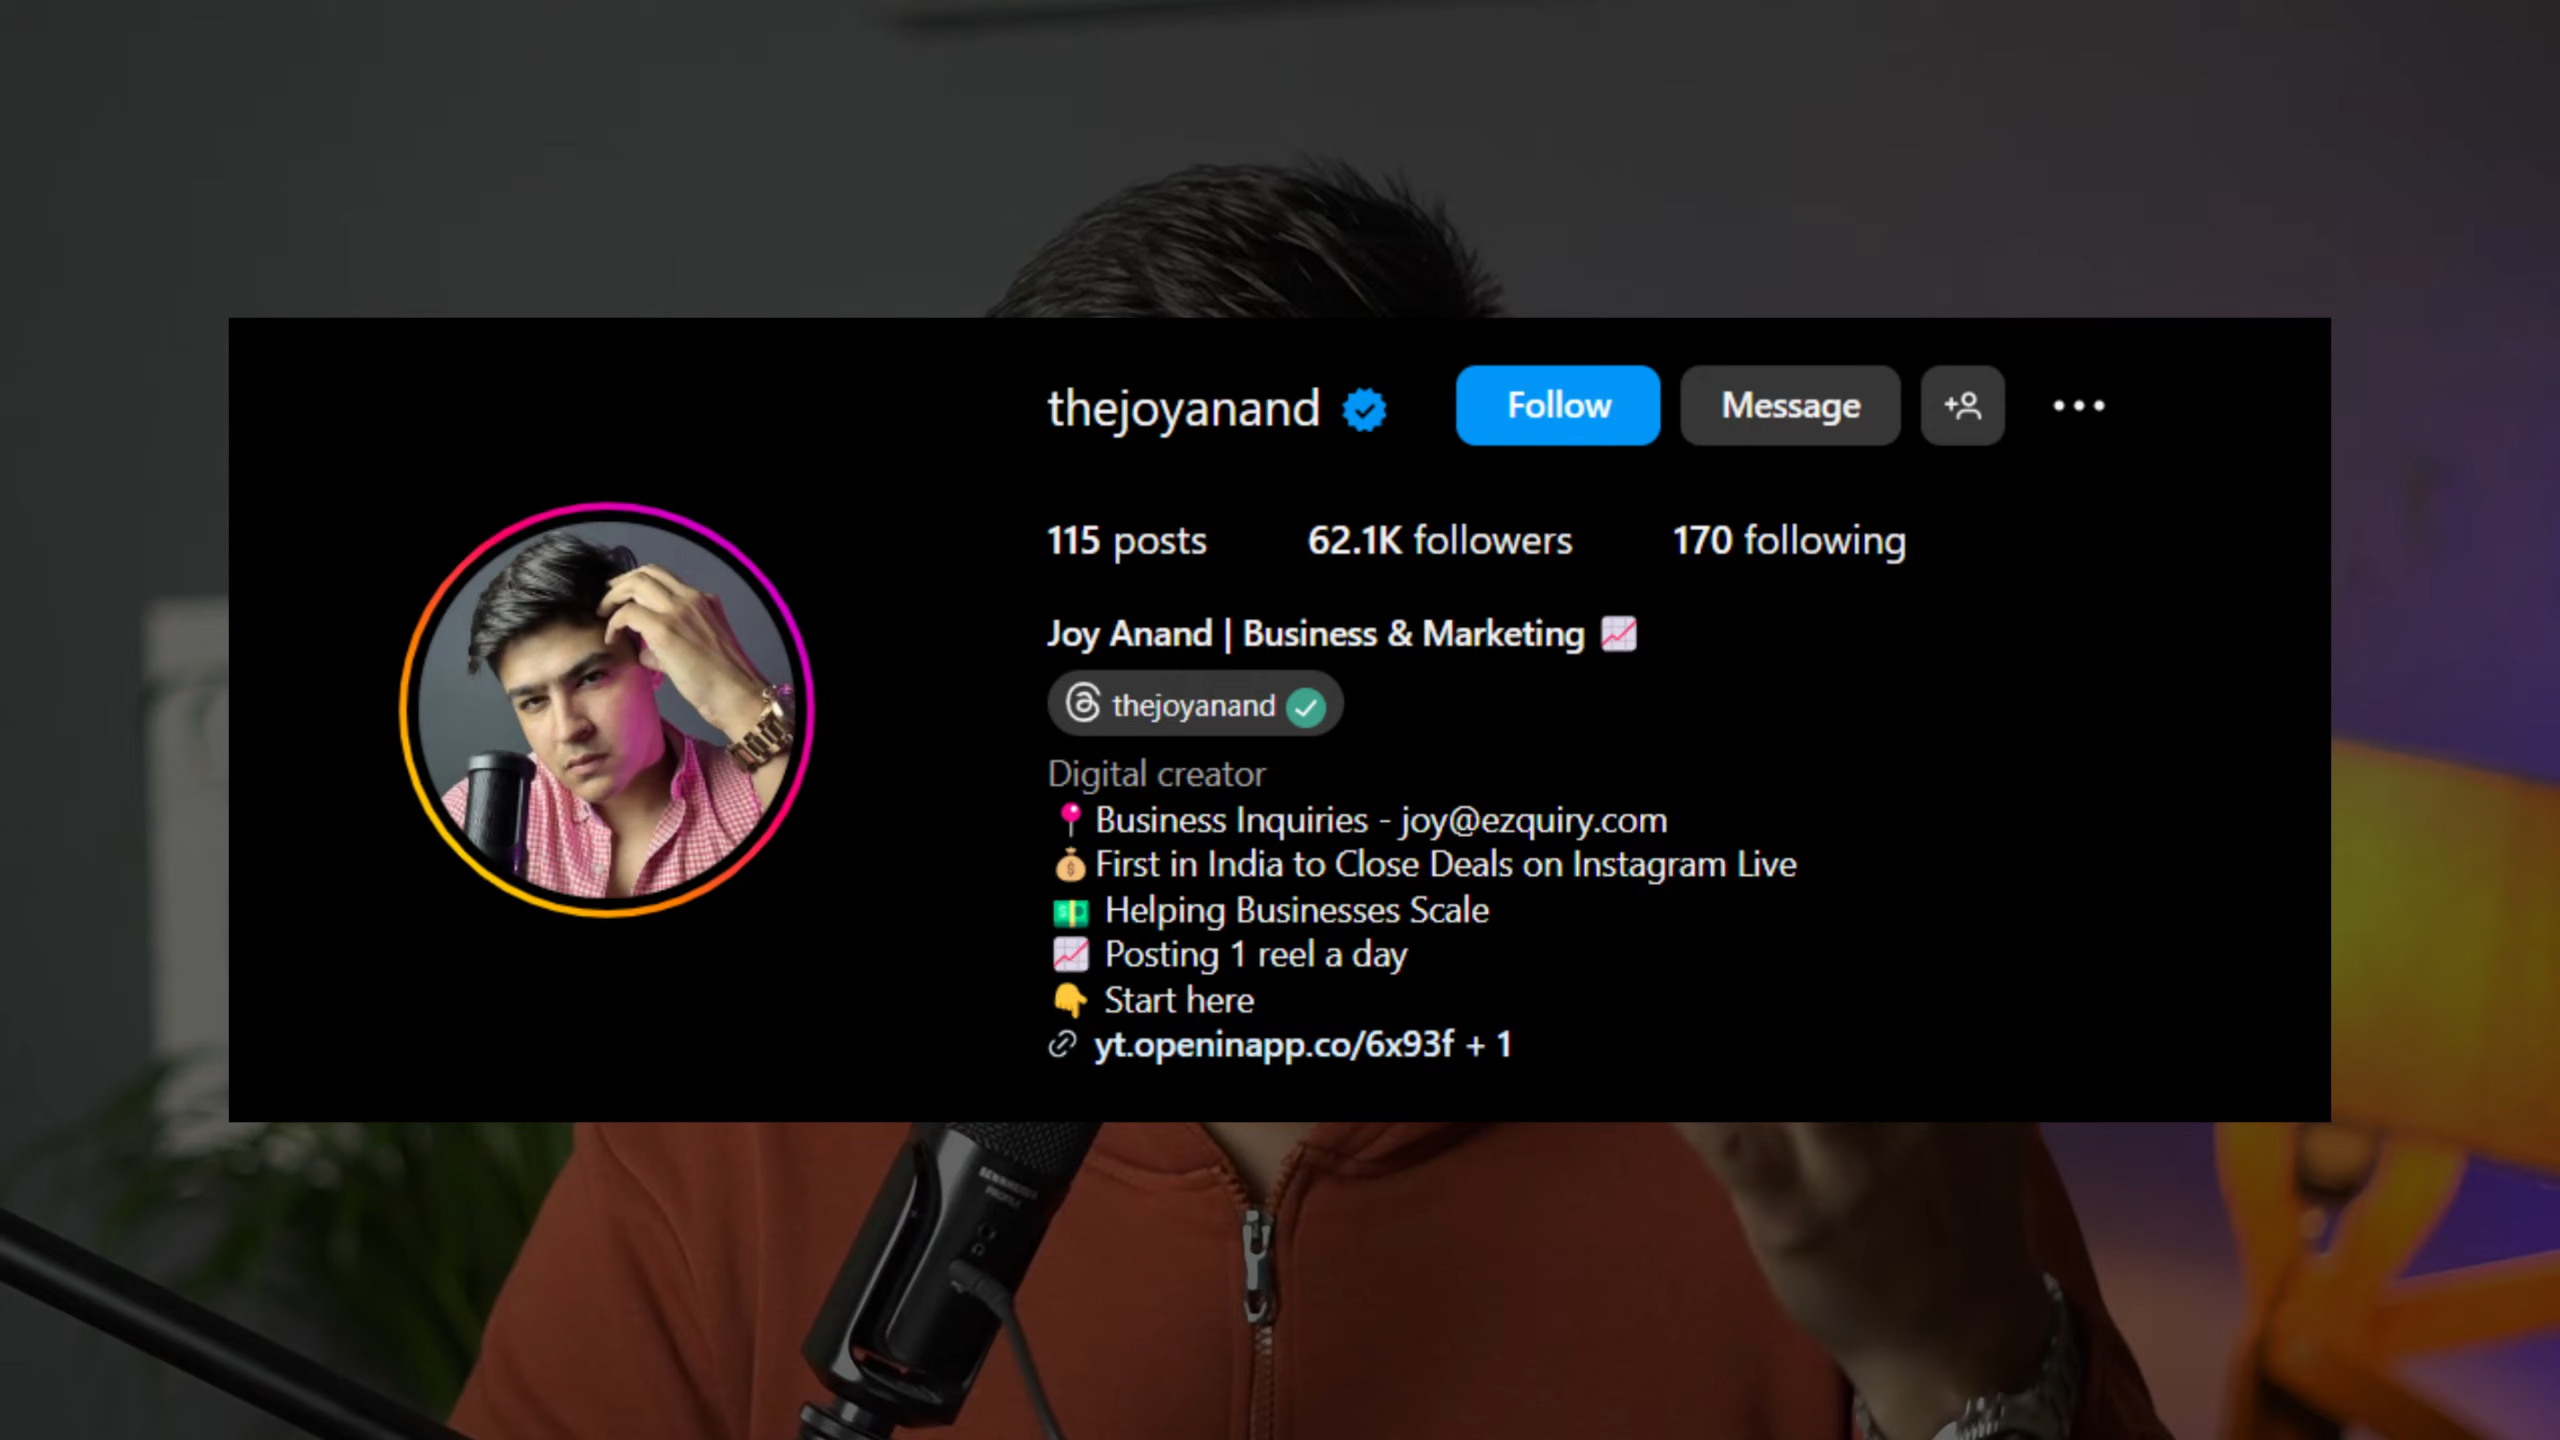 thejoyanand
Follow
Message
115 posts 62.1K followers 170 following
Joy Anand | Business & Marketing 📈
thejoyanand
Digital creator
📍Business Inquiries - joy@ezquiry.com
💰First in India to Close Deals on Instagram Live
💵 Helping Businesses Scale
📈 Posting 1 reel a day
👇 Start here
yt.openinapp.co/6x93f + 1
SENNHEISER
PROFILE